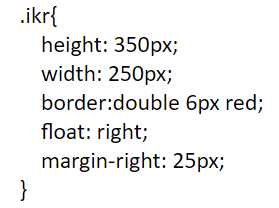 .ikr{
height: 350px;
width: 250px;
border:double 6px red;
float: right;
margin-right: 25px;
}